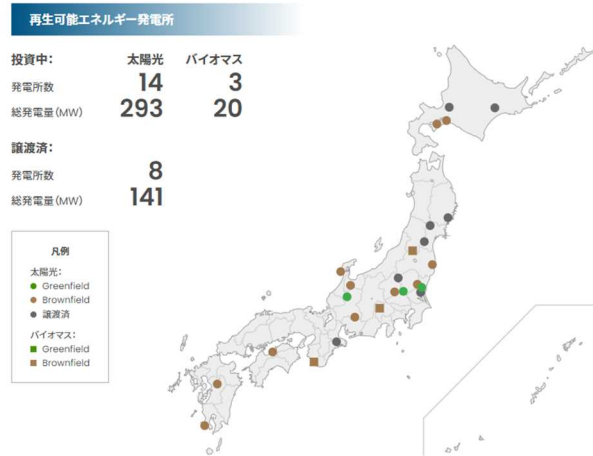 再生可能エネルギー発電所
投資中： 太陽光 バイオマス
発電所数 14 3
総発電量(MW) 293 20
譲渡済：
発電所数 8
総発電量(MW) 141
凡例
太陽光：
Greenfield
Brownfield
譲渡済
バイオマス：
Greenfield
Brownfield